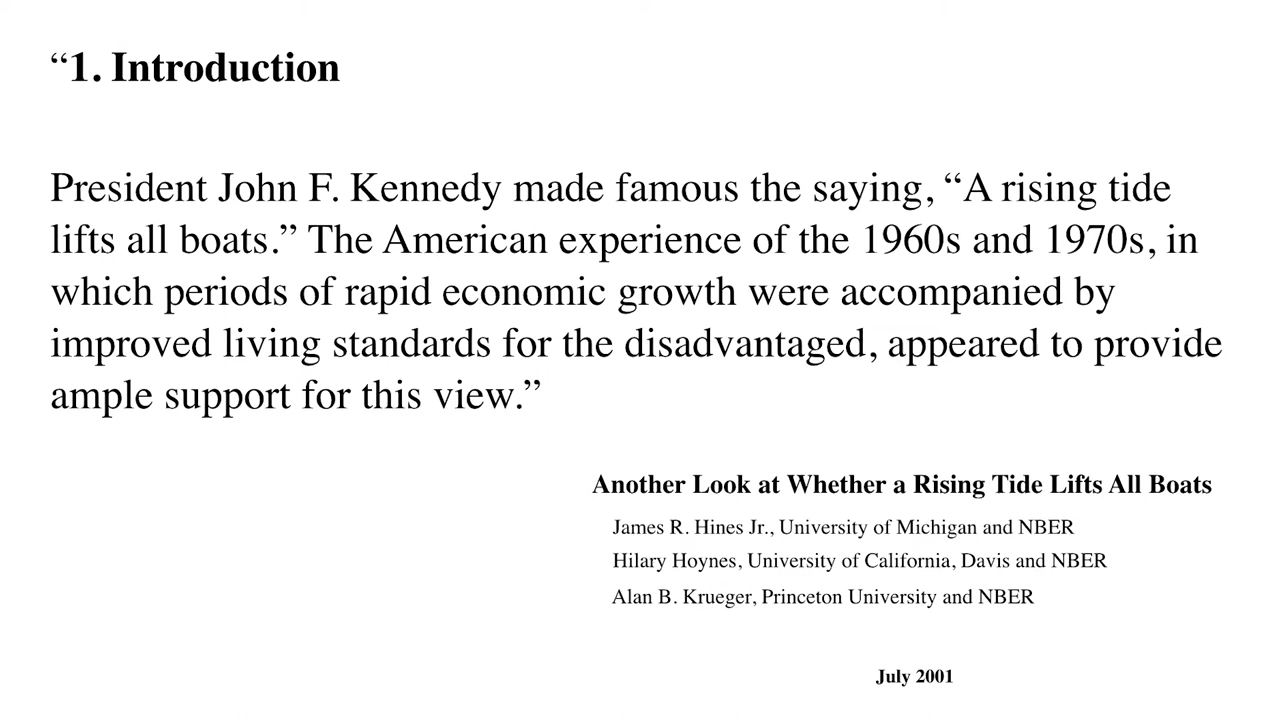 “1. Introduction
President John F. Kennedy made famous the saying, “A rising tide
lifts all boats.” The American experience of the 1960s and 1970s, in
which periods of rapid economic growth were accompanied by
improved living standards for the disadvantaged, appeared to provide
ample support for this view.”
Another Look at Whether a Rising Tide Lifts All Boats
James R. Hines Jr., University of Michigan and NBER
Hilary Hoynes, University of California, Davis and NBER
Alan B. Krueger, Princeton University and NBER
July 2001